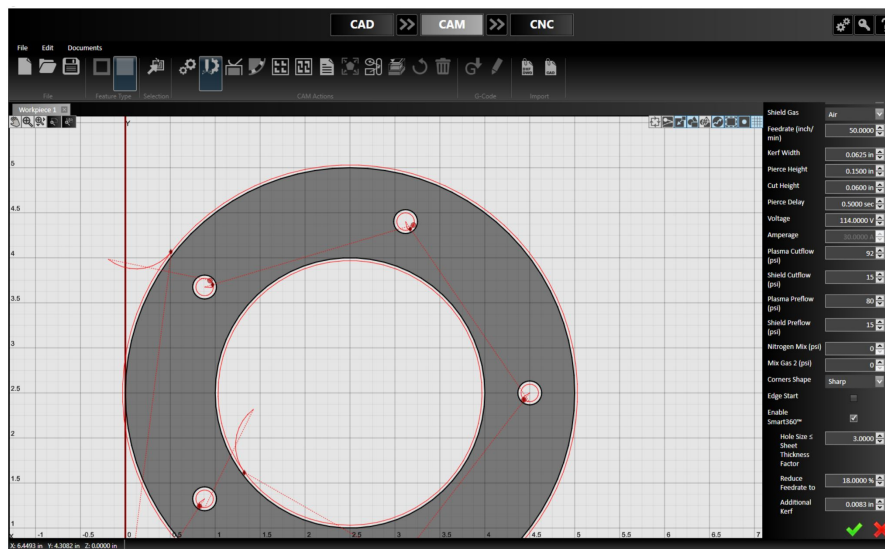 CAD >> CAM >> CNC
?
File Edit Documents
File Feature Type Selection CAM Actions G-Code Import
Workpiece 1
Y
5
4.5
4
3.5
3
2.5
2
1.5
1
-1 -0.5 0 0.5 1 1.5 2 2.5 3 3.5 4 4.5 5 5.5 6 6.5 7
X: 6.4493 in Y: 4.3082 in Z: 0.0000 in
Shield Gas Air
Feedrate (inch/
min) 50.0000
Kerf Width 0.0625 in
Pierce Height 0.1500 in
Cut Height 0.0600 in
Pierce Delay 0.5000 sec
Voltage 114.0000 V
Amperage 30.0000 A
Plasma Cutflow
(psi) 92
Shield Cutflow
(psi) 15
Plasma Preflow
(psi) 80
Shield Preflow
(psi) 15
Nitrogen Mix (psi) 0
Mix Gas 2 (psi) 0
Corners Shape Sharp
Edge Start
Enable
Smart360™
Hole Size ≤
Sheet
Thickness
Factor 3.0000
Reduce
Feedrate to 18.0000 %
Additional
Kerf 0.0083 in